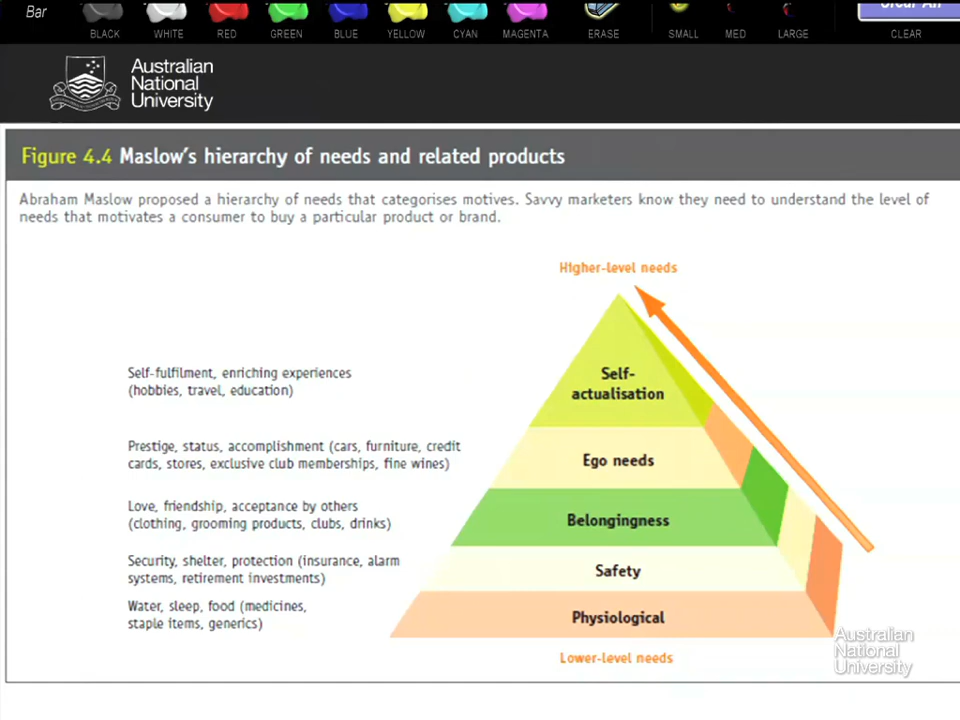 Bar
BLACK WHITE RED GREEN BLUE YELLOW CYAN MAGENTA ERASE SMALL MED LARGE CLEAR
Australian
National
University
Figure 4.4 Maslow's hierarchy of needs and related products
Abraham Maslow proposed a hierarchy of needs that categorises motives. Savvy marketers know they need to understand the level of
needs that motivates a consumer to buy a particular product or brand.
Higher-level needs
Self-fulfilment, enriching experiences
(hobbies, travel, education)
Self-
actualisation
Prestige, status, accomplishment (cars, furniture, credit
cards, stores, exclusive club memberships, fine wines)
Ego needs
Love, friendship, acceptance by others
(clothing, grooming products, clubs, drinks)
Belongingness
Security, shelter, protection (insurance, alarm
systems, retirement investments)
Safety
Water, sleep, food (medicines,
staple items, generics)
Physiological
Lower-level needs
Australian
National
University